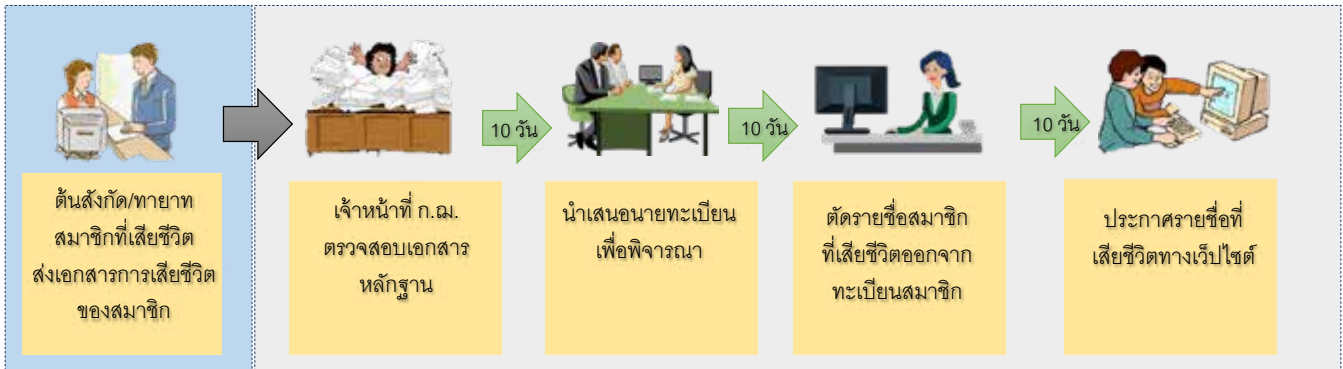 ต้นสังกัด/ทายาท
สมาชิกที่เสียชีวิต
ส่งเอกสารการเสียชีวิต
ของสมาชิก
เจ้าหน้าที่ ก.ฌ.
ตรวจสอบเอกสาร
หลักฐาน
10 วัน
นำเสนอนายทะเบียน
เพื่อพิจารณา
10 วัน
ตัดรายชื่อสมาชิก
ที่เสียชีวิตออกจาก
ทะเบียนสมาชิก
10 วัน
ประกาศรายชื่อที่
เสียชีวิตทางเว็ปไซต์